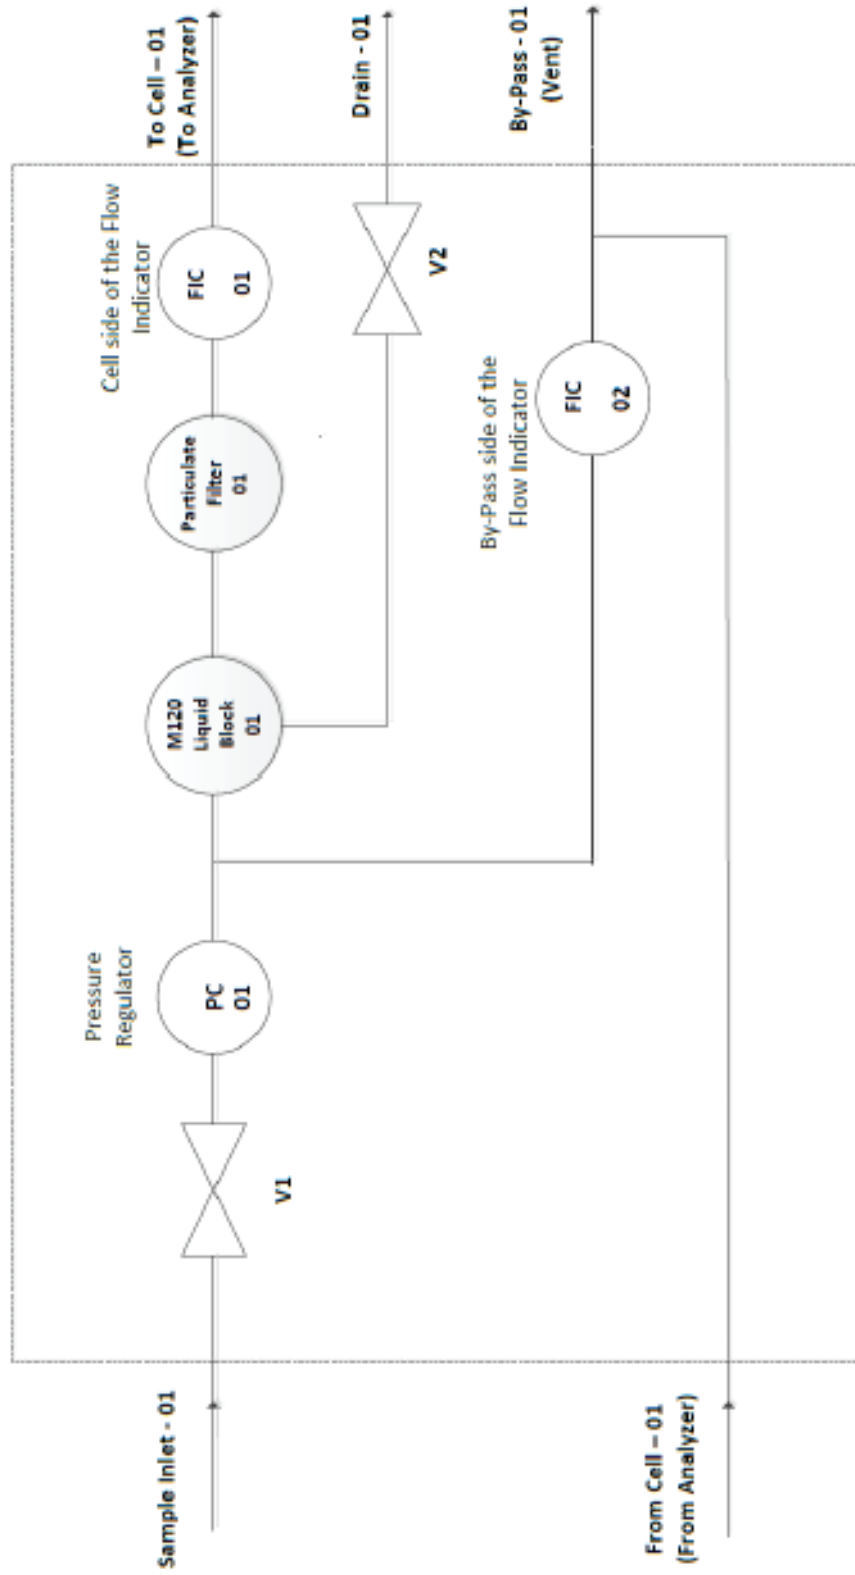 Sample Inlet - 01
V1
Pressure
Regulator
PC
01
M120
Liquid
Block
01
Particulate
Filter
01
Cell side of the Flow
Indicator
FIC
01
To Cell – 01
(To Analyzer)
V2
Drain - 01
By-Pass side of the
Flow Indicator
FIC
02
By-Pass - 01
(Vent)
From Cell – 01
(From Analyzer)